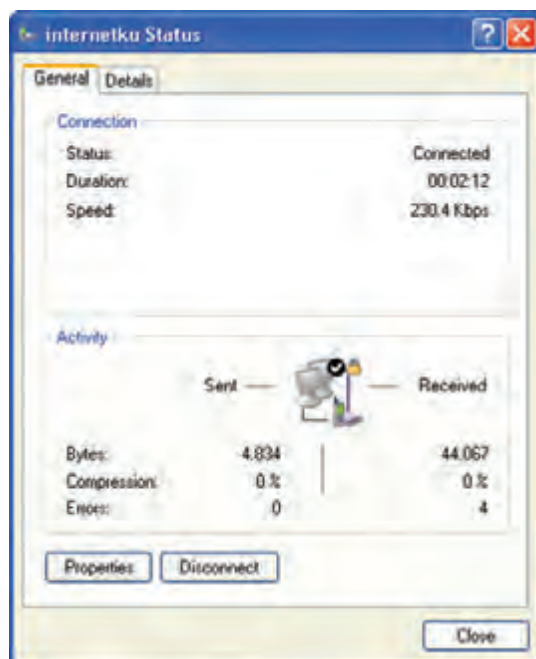 internetku Status
General Details
Connection
Status: Connected
Duration: 00:02:12
Speed: 230.4 Kbps
Activity
Sent Received
Bytes: 4.834 44.067
Compression: 0 % 0 %
Errors: 0 4
Properties Disconnect
Close